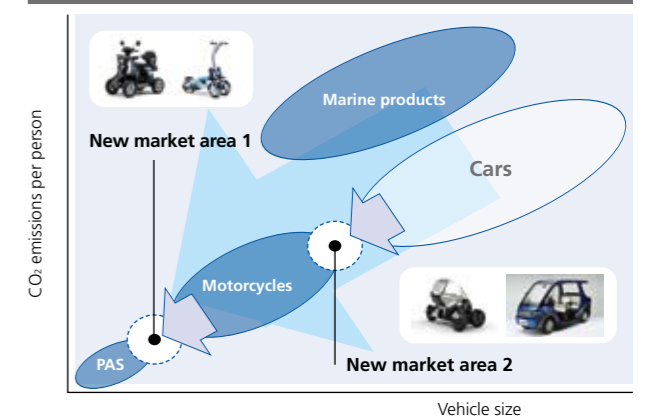 Marine products
New market area 1
Cars
CO₂ emissions per person
Motorcycles
PAS
New market area 2
Vehicle size